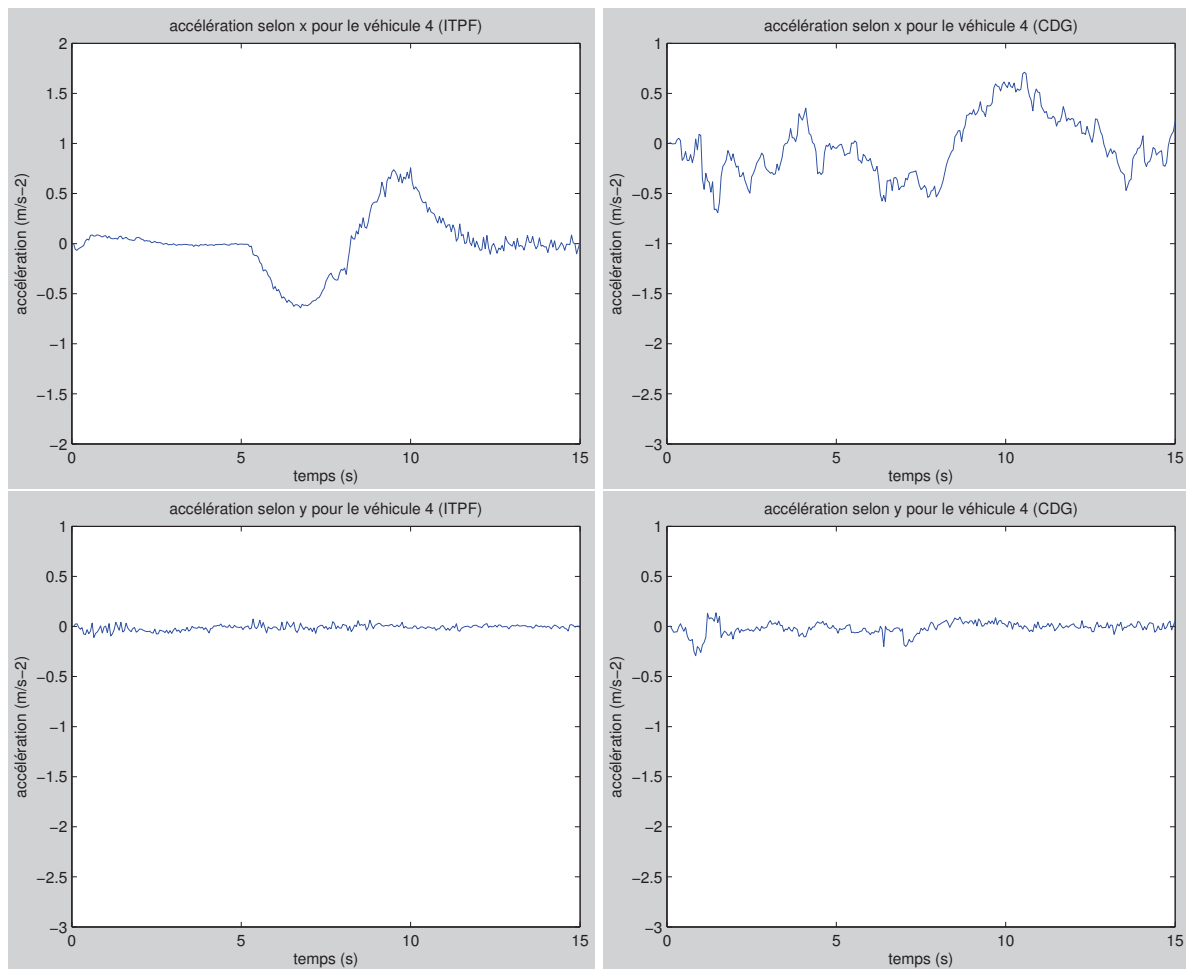 accélération selon x pour le véhicule 4 (ITPF)
2
1.5
1
0.5
0
−0.5
−1
−1.5
−2
accélération (m/s−2)
0 5 10 15
temps (s)
accélération selon x pour le véhicule 4 (CDG)
1
0.5
0
−0.5
−1
−1.5
−2
−2.5
−3
accélération (m/s−2)
0 5 10 15
temps (s)
accélération selon y pour le véhicule 4 (ITPF)
1
0.5
0
−0.5
−1
−1.5
−2
−2.5
−3
accélération (m/s−2)
0 5 10 15
temps (s)
accélération selon y pour le véhicule 4 (CDG)
1
0.5
0
−0.5
−1
−1.5
−2
−2.5
−3
accélération (m/s−2)
0 5 10 15
temps (s)